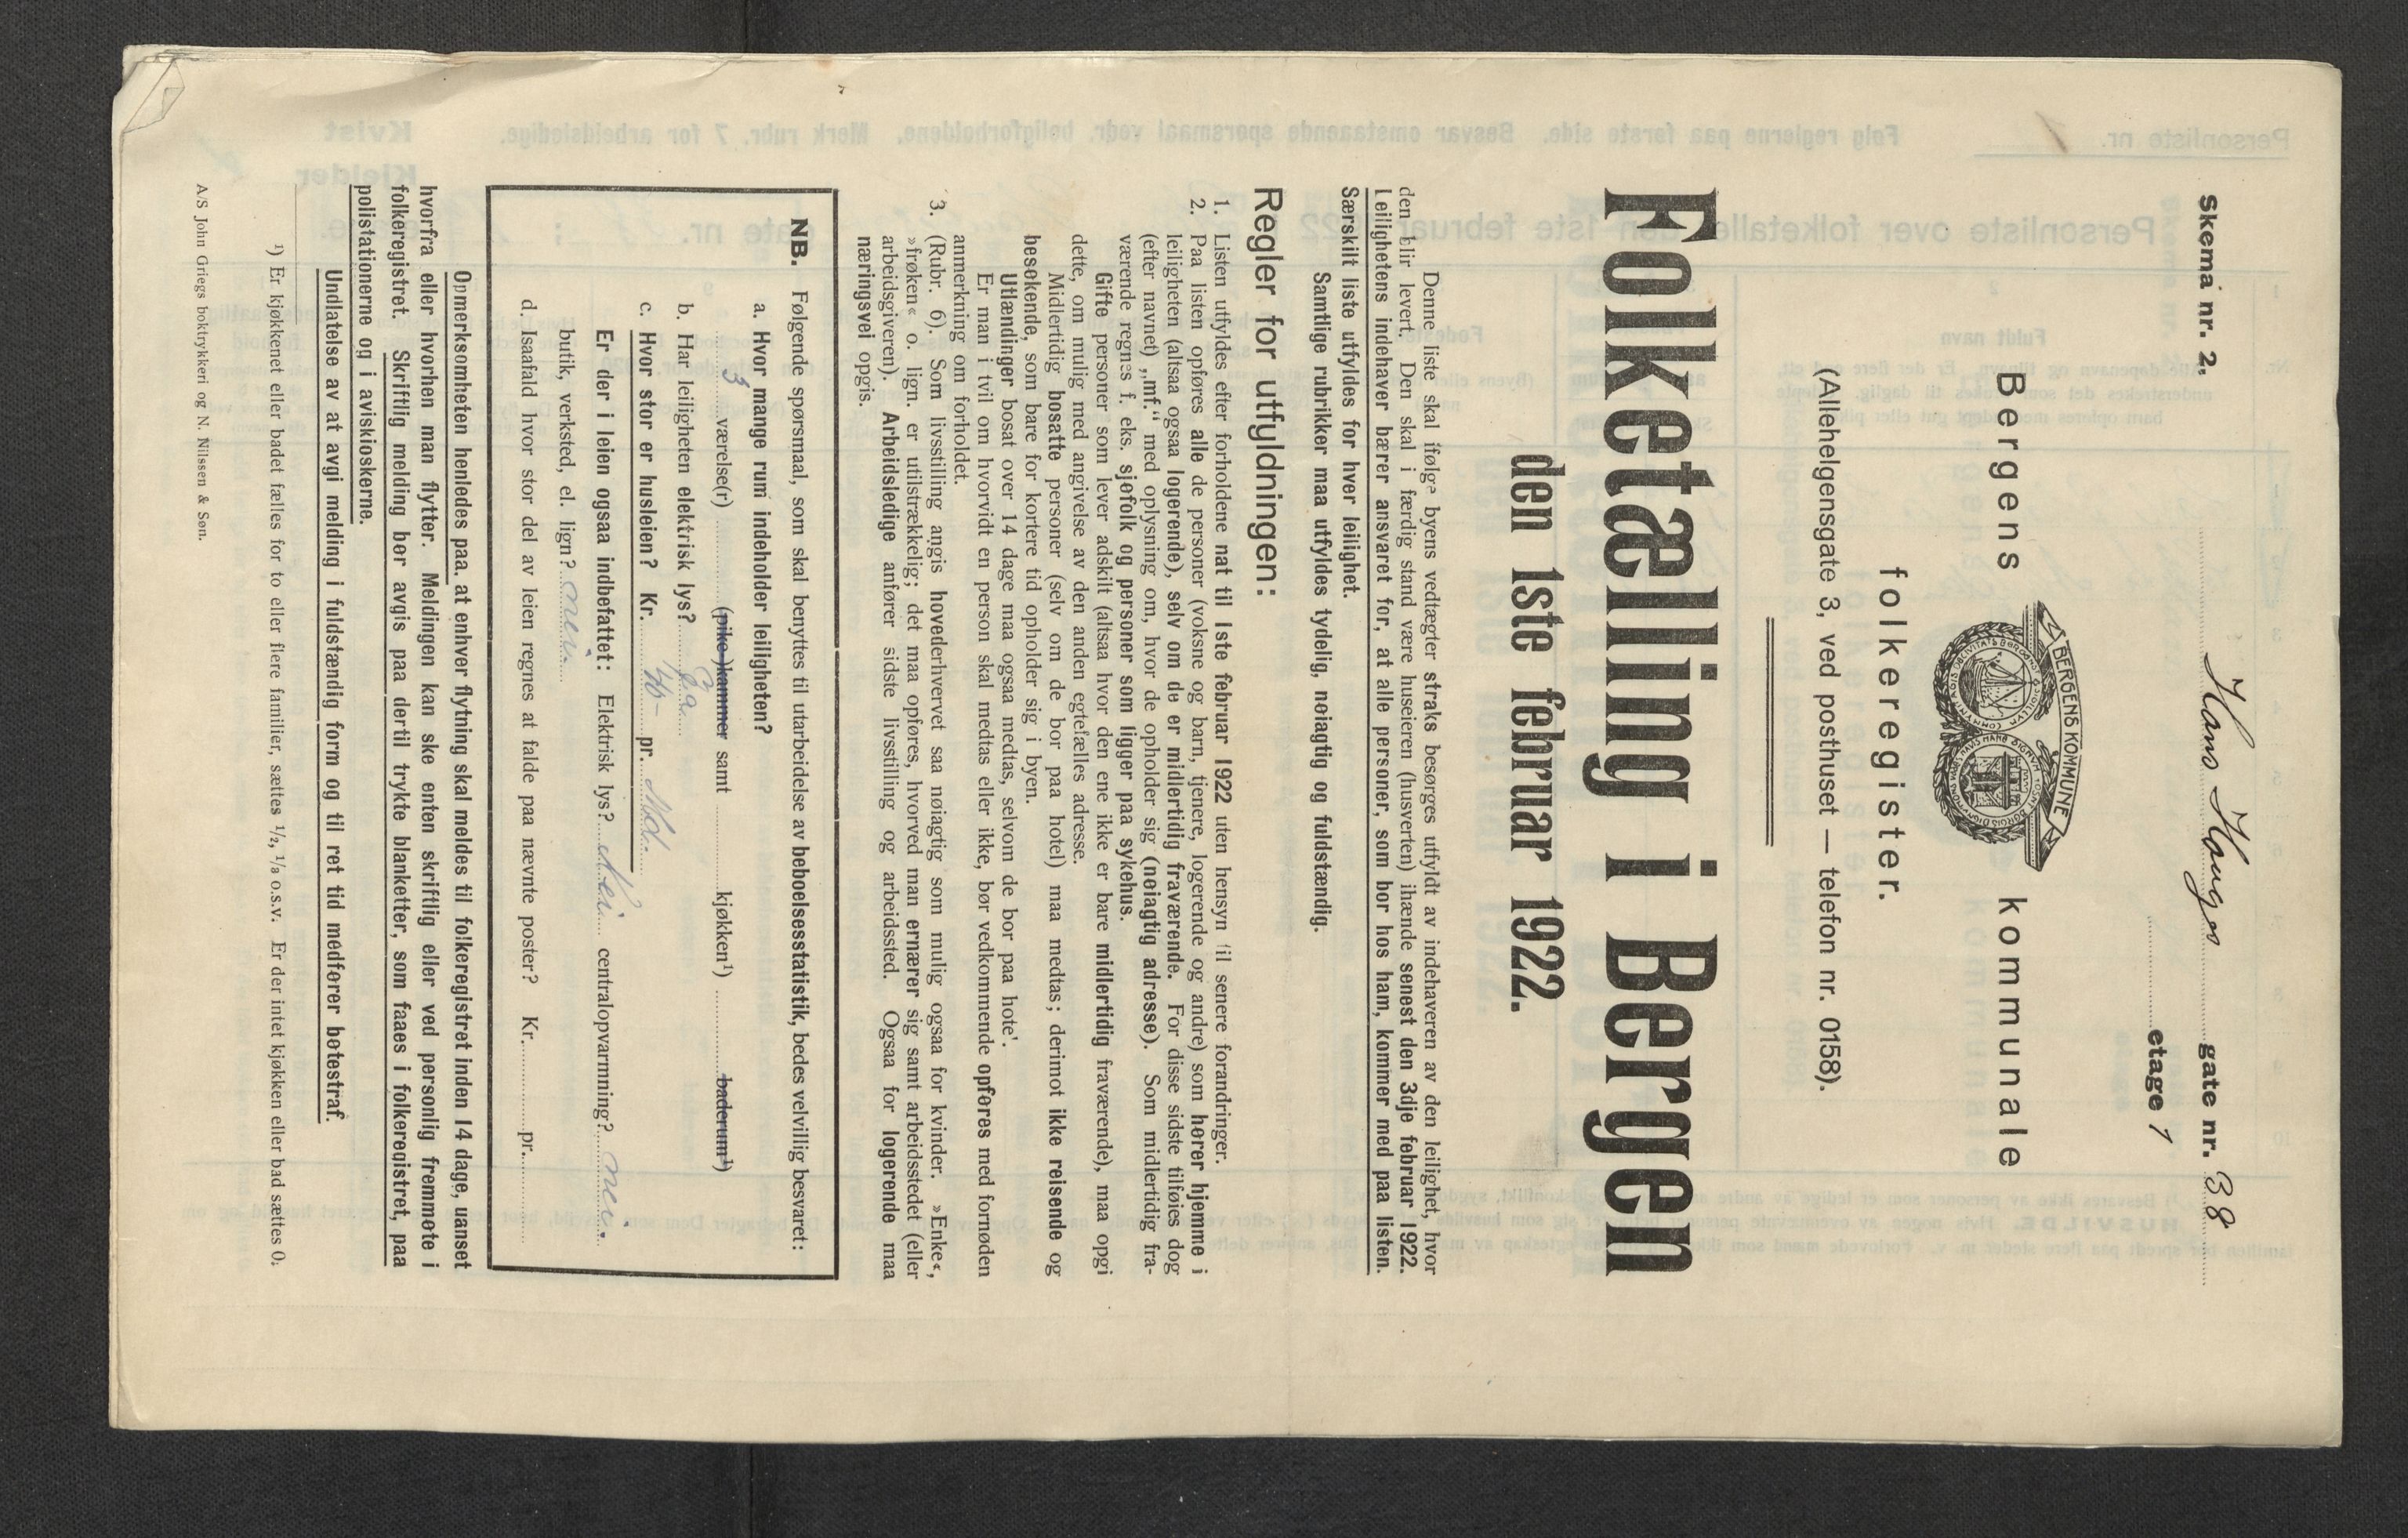 Skema nr. 2.
Hans Hauges gate nr. 38
etage 1
BERGENS KOMMUNE
Bergens kommunale
folkeregister.
(Allehelgensgate 3, ved posthuset — telefon nr. 0158).
Folketælling i Bergen
den 1ste februar 1922.
Denne liste skal ifølge byens vedtægter straks besørges utfyldt av indehaveren av den leilighet, hvor
den blir levert. Den skal i færdig stand være huseieren (husverten) ihænde senest den 3dje februar 1922.
Leilighetens indehaver bærer ansvaret for, at alle personer, som bor hos ham, kommer med paa listen.
Særskilt liste utfyldes for hver leilighet.
Samtlige rubrikker maa utfyldes tydelig, nøiagtig og fuldstændig.
Regler for utfyldningen:
1. Listen utfyldes efter forholdene nat til 1ste februar 1922 uten hensyn til senere forandringer.
2. Paa listen opføres alle de personer (voksne og barn, tjenere, logerende og andre) som hører hjemme i
leiligheten (altsaa ogsaa logerende), selv om de er midlertidig fraværende. For disse sidste tilføies dog
(efter navnet) „mf.“ med oplysning om, hvor de opholder sig (nøiagtig adresse). Som midlertidig fra-
værende regnes f. eks. sjøfolk og personer som ligger paa sykehus.
Gifte personer som lever adskilt (altsaa hvor den ene ikke er bare midlertidig fraværende), maa opgi
dette, om mulig med angivelse av den anden egtefælles adresse.
Midlertidig bosatte personer (selv om de bor paa hotel) maa medtas; derimot ikke reisende og
besøkende, som bare for kortere tid opholder sig i byen.
Utlændinger bosat over 14 dage maa ogsaa medtas, selvom de bor paa hote'.
Er man i tvil om hvorvidt en person skal medtas eller ikke, bør vedkommende opføres med fornøden
anmerkning om forholdet.
3. (Rubr. 6). Som livsstilling angis hovederhvervet saa nøiagtig som mulig ogsaa for kvinder. »Enke«,
»frøken« o. lign. er utilstrækkelig; det maa opføres, hvorved man ernærer sig samt arbeidsstedet (eller
arbeidsgiveren). Arbeidsledige anfører sidste livsstilling og arbeidssted. Ogsaa for logerende maa
næringsvei opgis.
NB. Følgende spørsmaal, som skal benyttes til utarbeidelse av beboelsesstatistik, bedes velvillig besvaret:
a. Hvor mange rum indeholder leiligheten?
3 værelse(r) (pike-)kammer samt kjøkken¹) baderum¹)
b. Har leiligheten elektrisk lys? Ja
c. Hvor stor er husleien? Kr. 46- pr. Md.
Er der i leien ogsaa indbefattet: Elektrisk lys? Nei centralopvarmning? nei.
butik, verksted, el. lign? nei.
d. Isaafald hvor stor del av leien regnes at falde paa nævnte poster? Kr. pr.
Opmerksomheten henledes paa. at enhver flytning skal meldes til folkeregistret inden 14 dage, uanset
hvorfra eller hvorhen man flytter. Meldingen kan ske enten skriftlig eller ved personlig fremmøte i
folkeregistret. Skriftlig melding bør avgis paa dertil trykte blanketter, som faaes i folkeregistret, paa
polistationerne og i aviskioskerne.
Undlatelse av at avgi melding i fuldstændig form og til ret tid medfører bøtestraf.
¹) Er kjøkkenet eller badet fælles for to eller flere familier, sættes ¹/₂, ¹/₃ o.s.v. Er der intet kjøkken eller bad sættes 0.
A/S John Griegs boktrykkeri og N. Nilssen & Søn.